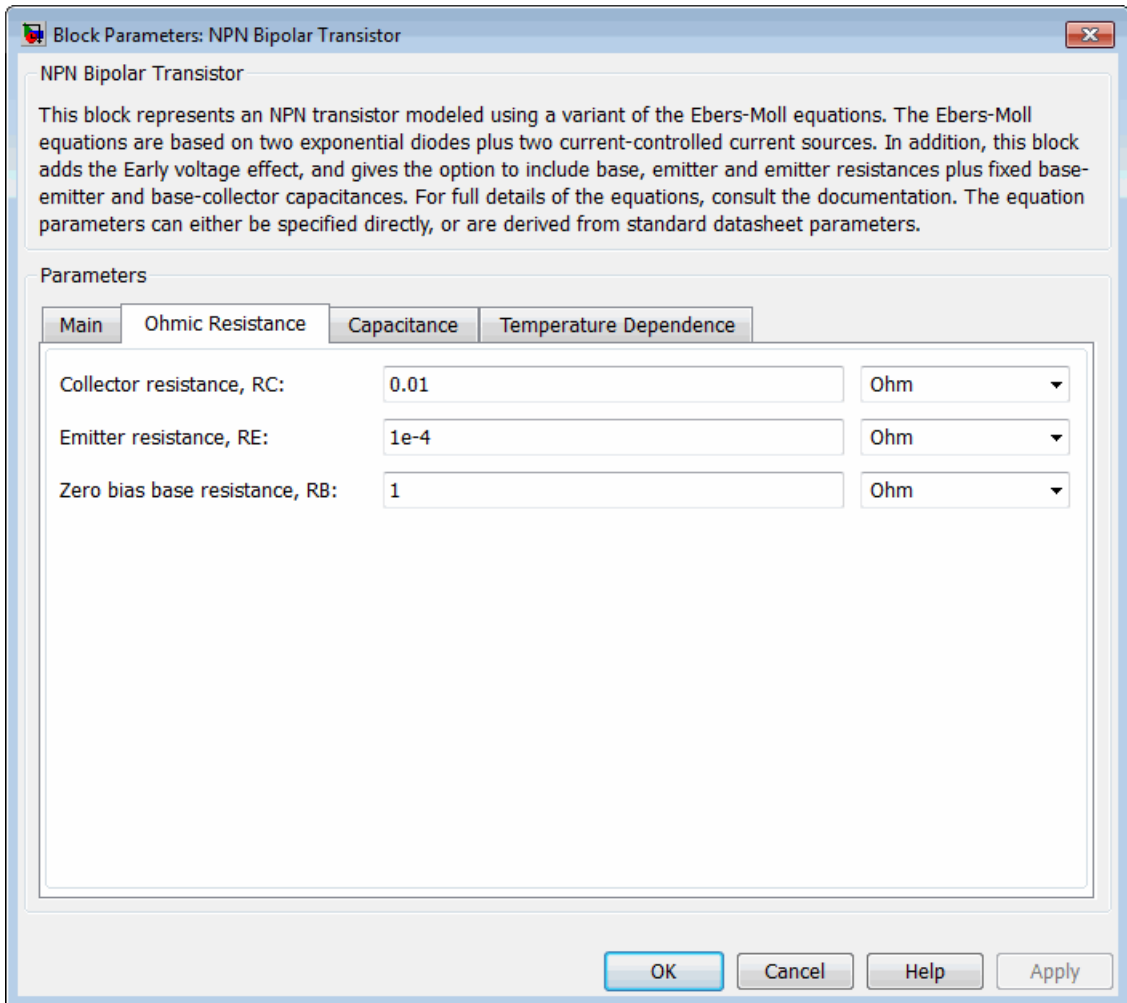 Block Parameters: NPN Bipolar Transistor
NPN Bipolar Transistor
This block represents an NPN transistor modeled using a variant of the Ebers-Moll equations. The Ebers-Moll
equations are based on two exponential diodes plus two current-controlled current sources. In addition, this block
adds the Early voltage effect, and gives the option to include base, emitter and emitter resistances plus fixed base-
emitter and base-collector capacitances. For full details of the equations, consult the documentation. The equation
parameters can either be specified directly, or are derived from standard datasheet parameters.
Parameters
Main Ohmic Resistance Capacitance Temperature Dependence
Collector resistance, RC: 0.01 Ohm
Emitter resistance, RE: 1e-4 Ohm
Zero bias base resistance, RB: 1 Ohm
OK Cancel Help Apply